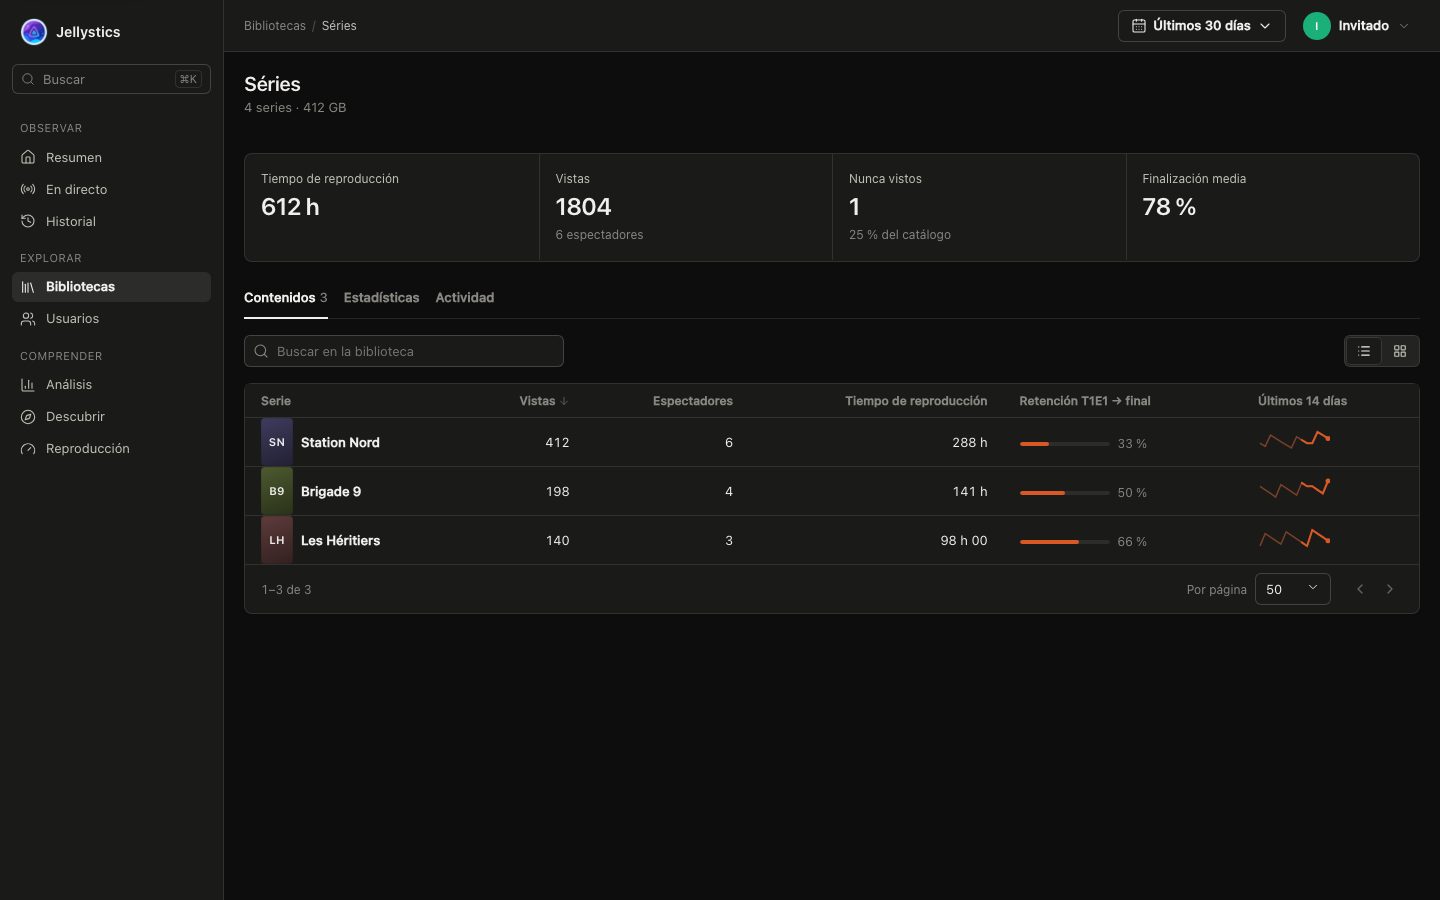 Jellystics
Buscar ⌘K
OBSERVAR
Resumen
En directo
Historial
EXPLORAR
Bibliotecas
Usuarios
COMPRENDER
Análisis
Descubrir
Reproducción
Bibliotecas / Séries
Últimos 30 días
I Invitado
Séries
4 series · 412 GB
Tiempo de reproducción
612 h
Vistas
1804
6 espectadores
Nunca vistos
1
25 % del catálogo
Finalización media
78 %
Contenidos 3 Estadísticas Actividad
Buscar en la biblioteca
Serie Vistas ↓ Espectadores Tiempo de reproducción Retención T1E1 → final Últimos 14 días
SN Station Nord 412 6 288 h 33 %
B9 Brigade 9 198 4 141 h 50 %
LH Les Héritiers 140 3 98 h 00 66 %
1–3 de 3 Por página 50